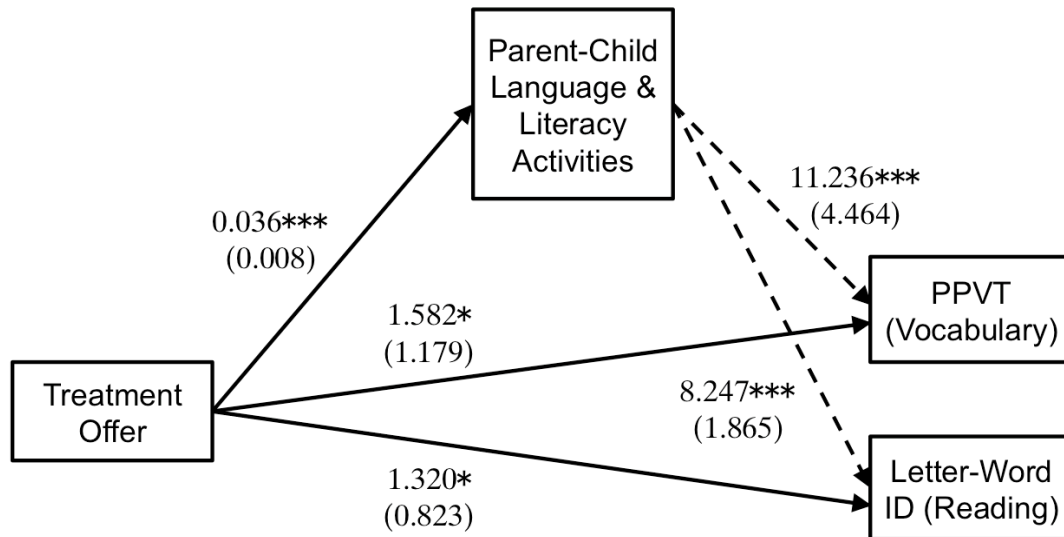 Parent-Child
Language &
Literacy
Activities
11.236***
(4.464)
0.036***
(0.008)
PPVT
(Vocabulary)
1.582*
(1.179)
Treatment
Offer
8.247***
(1.865)
Letter-Word
ID (Reading)
1.320*
(0.823)